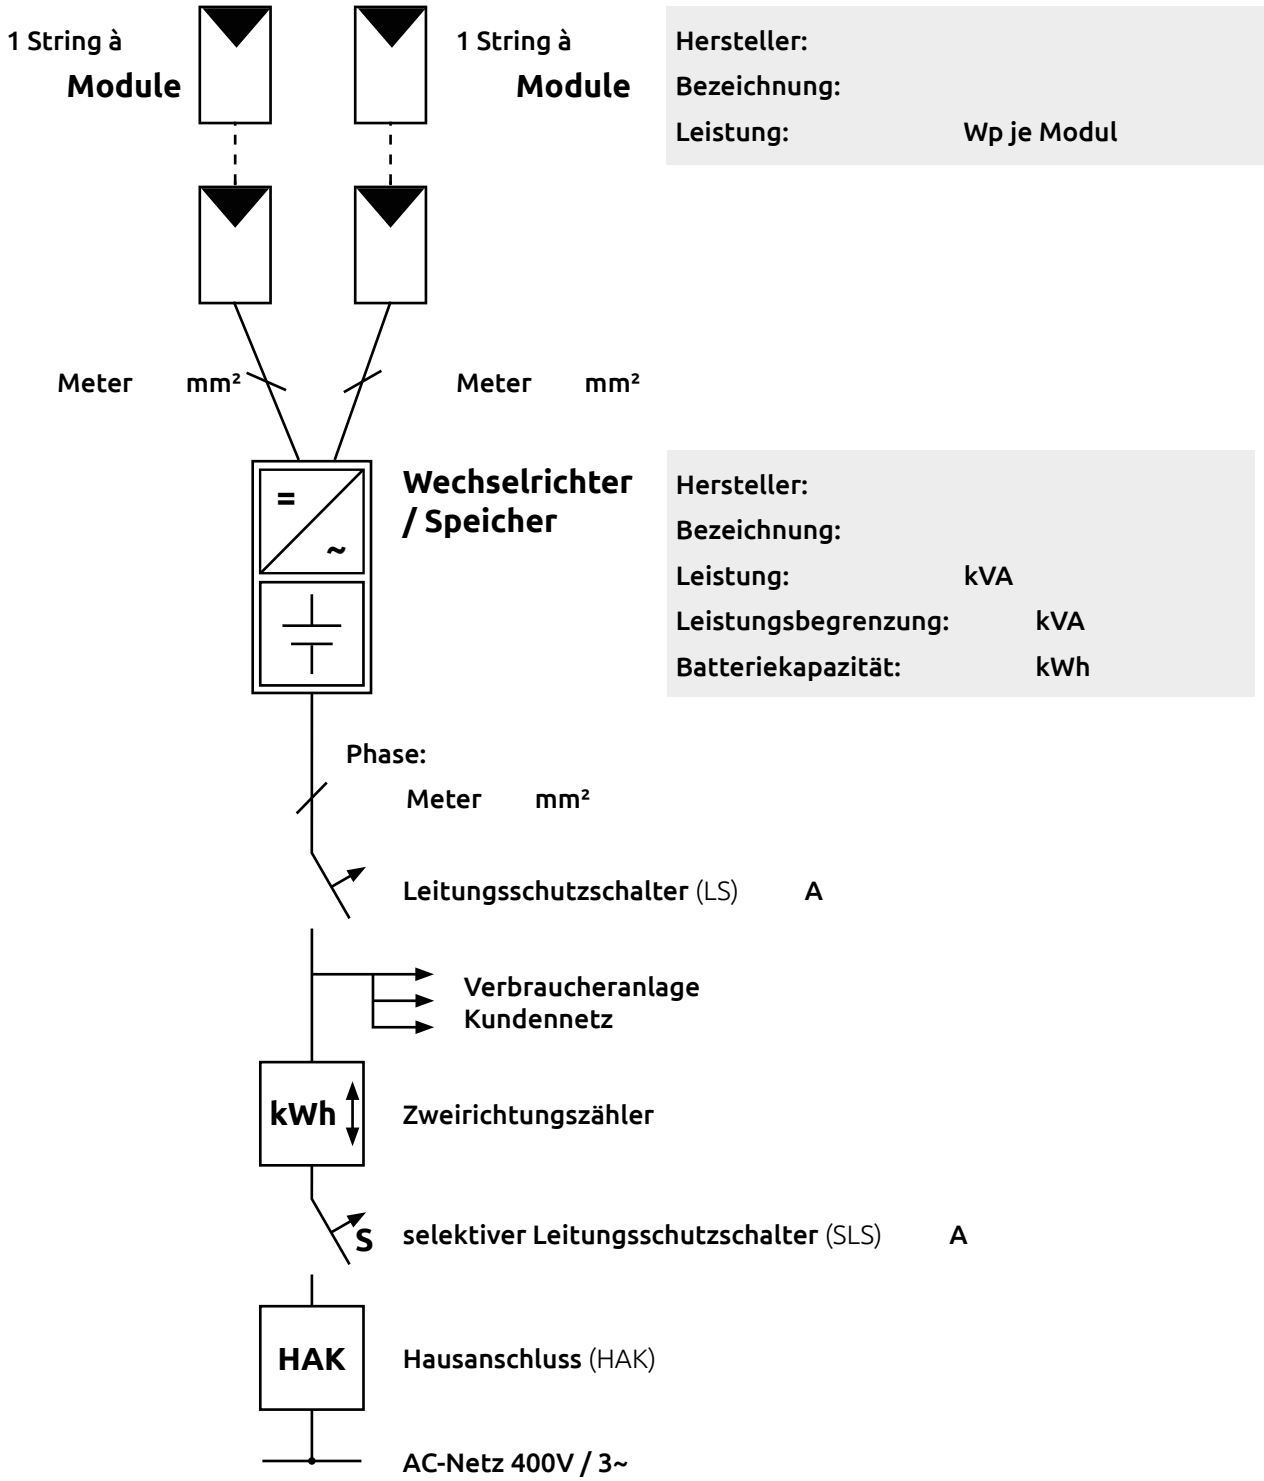 1 String à
Module
1 String à
Module
Hersteller:
Bezeichnung:
Leistung: Wp je Modul
Meter mm²
Meter mm²
=
~
Wechselrichter
/ Speicher
Hersteller:
Bezeichnung:
Leistung: kVA
Leistungsbegrenzung: kVA
Batteriekapazität: kWh
Phase:
Meter mm²
Leitungsschutzschalter (LS) A
Verbraucheranlage
Kundennetz
kWh
Zweirichtungszähler
S
selektiver Leitungsschutzschalter (SLS) A
HAK
Hausanschluss (HAK)
AC-Netz 400V / 3~